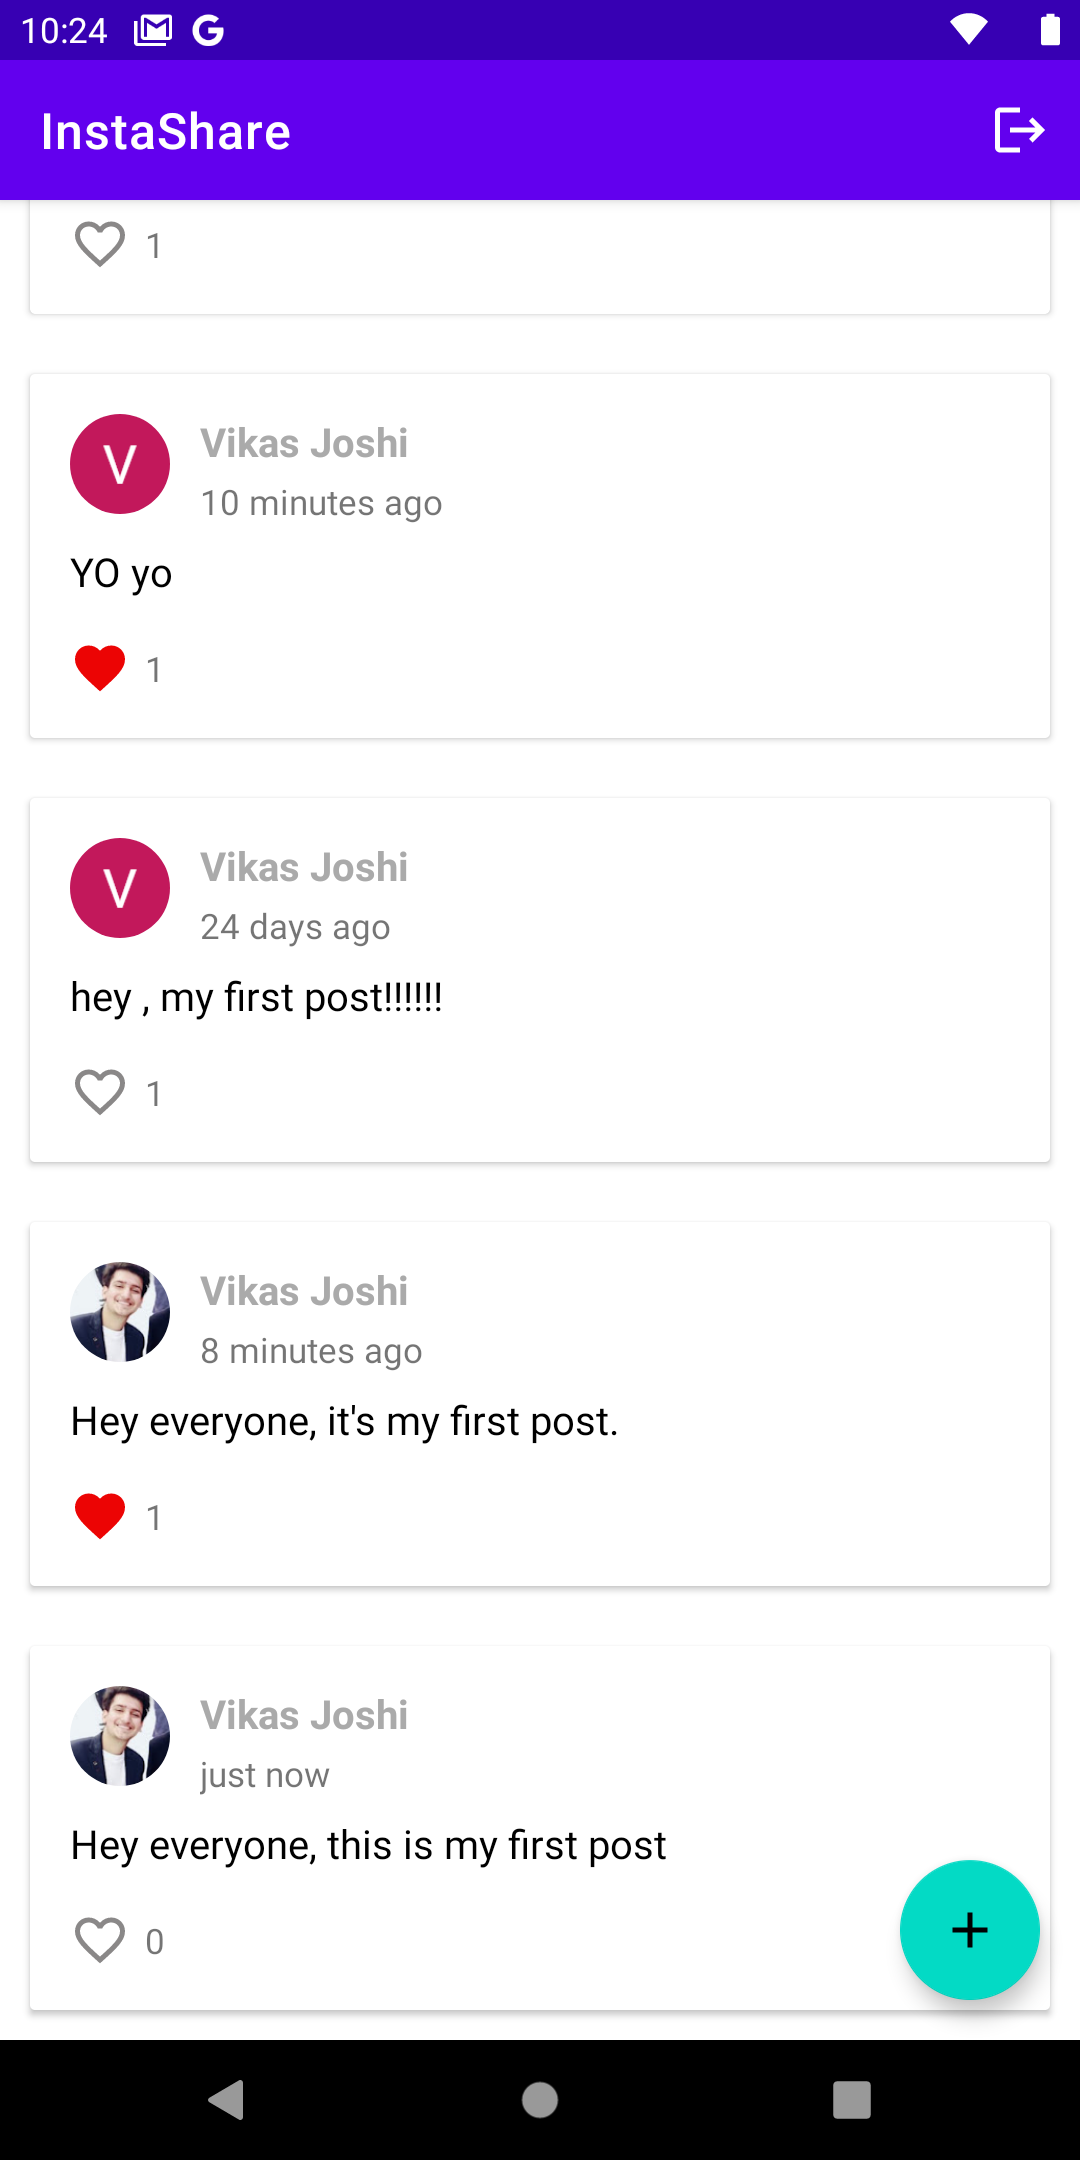 10:24
InstaShare
1
V
Vikas Joshi
10 minutes ago
YO yo
1
V
Vikas Joshi
24 days ago
hey , my first post!!!!!!
1
Vikas Joshi
8 minutes ago
Hey everyone, it's my first post.
1
Vikas Joshi
just now
Hey everyone, this is my first post
0